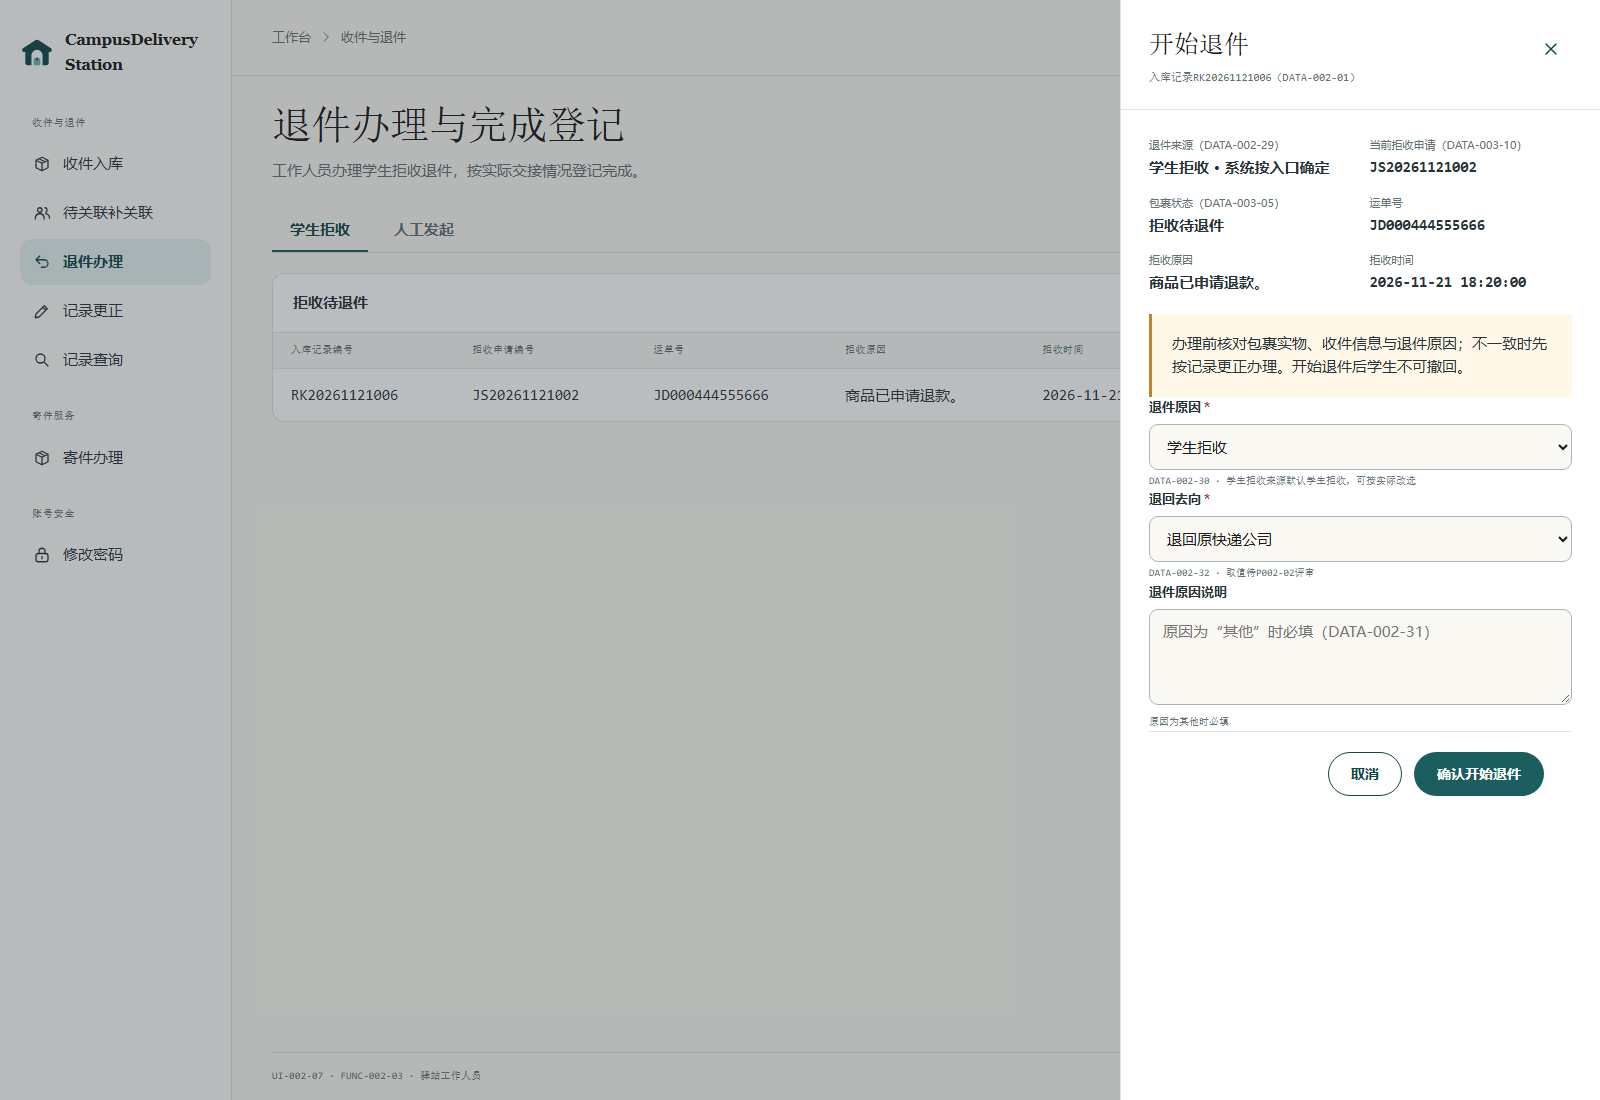 CampusDelivery
Station
收件与退件
收件入库
待关联补关联
退件办理
记录更正
记录查询
寄件服务
寄件办理
账号安全
修改密码
工作台 > 收件与退件
退件办理与完成登记
工作人员办理学生拒收退件，按实际交接情况登记完成。
学生拒收 人工发起
拒收待退件
入库记录编号 拒收申请编号 运单号 拒收原因 拒收时间
RK20261121006 JS20261121002 JD000444555666 商品已申请退款。 2026-11-21
UI-002-07 · FUNC-002-03 · 驿站工作人员
开始退件
入库记录RK20261121006（DATA-002-01）
退件来源（DATA-002-29） 当前拒收申请（DATA-003-10）
学生拒收 • 系统按入口确定 JS20261121002
包裹状态（DATA-003-05） 运单号
拒收待退件 JD000444555666
拒收原因 拒收时间
商品已申请退款。 2026-11-21 18:20:00
办理前核对包裹实物、收件信息与退件原因；不一致时先
按记录更正办理。开始退件后学生不可撤回。
退件原因 *
学生拒收
DATA-002-30 · 学生拒收来源默认学生拒收，可按实际改选
退回去向 *
退回原快递公司
DATA-002-32 · 取值待P002-02评审
退件原因说明
原因为“其他”时必填（DATA-002-31）
原因为其他时必填
取消 确认开始退件